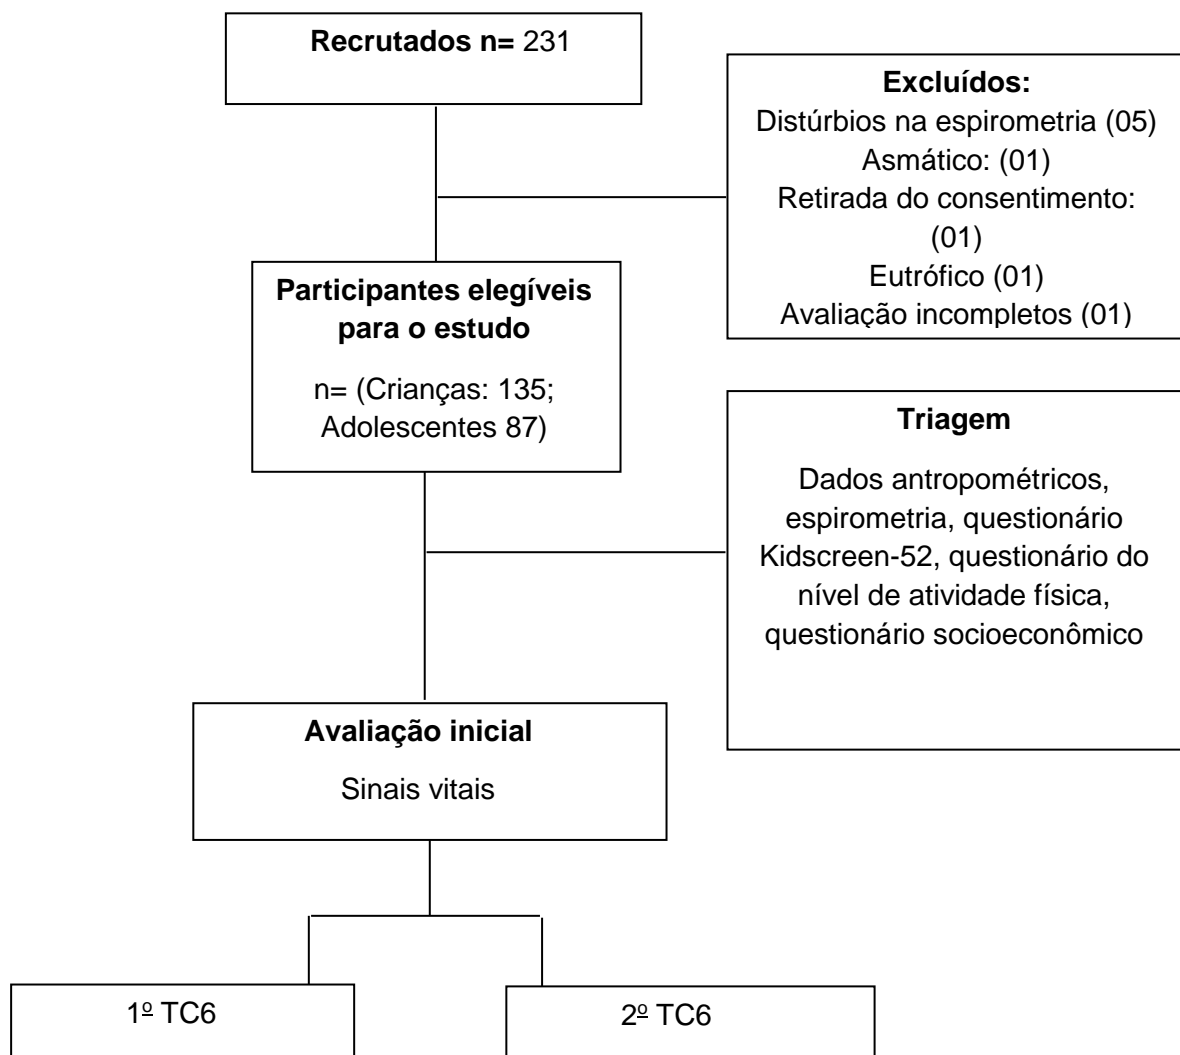 Recrutados n= 231
Excluídos:
Distúrbios na espirometria (05)
Asmático: (01)
Retirada do consentimento:
(01)
Eutrófico (01)
Avaliação incompletos (01)
Participantes elegíveis
para o estudo
n= (Crianças: 135;
Adolescentes 87)
Triagem
Dados antropométricos,
espirometria, questionário
Kidscreen-52, questionário do
nível de atividade física,
questionário socioeconômico
Avaliação inicial
Sinais vitais
1º TC6
2º TC6